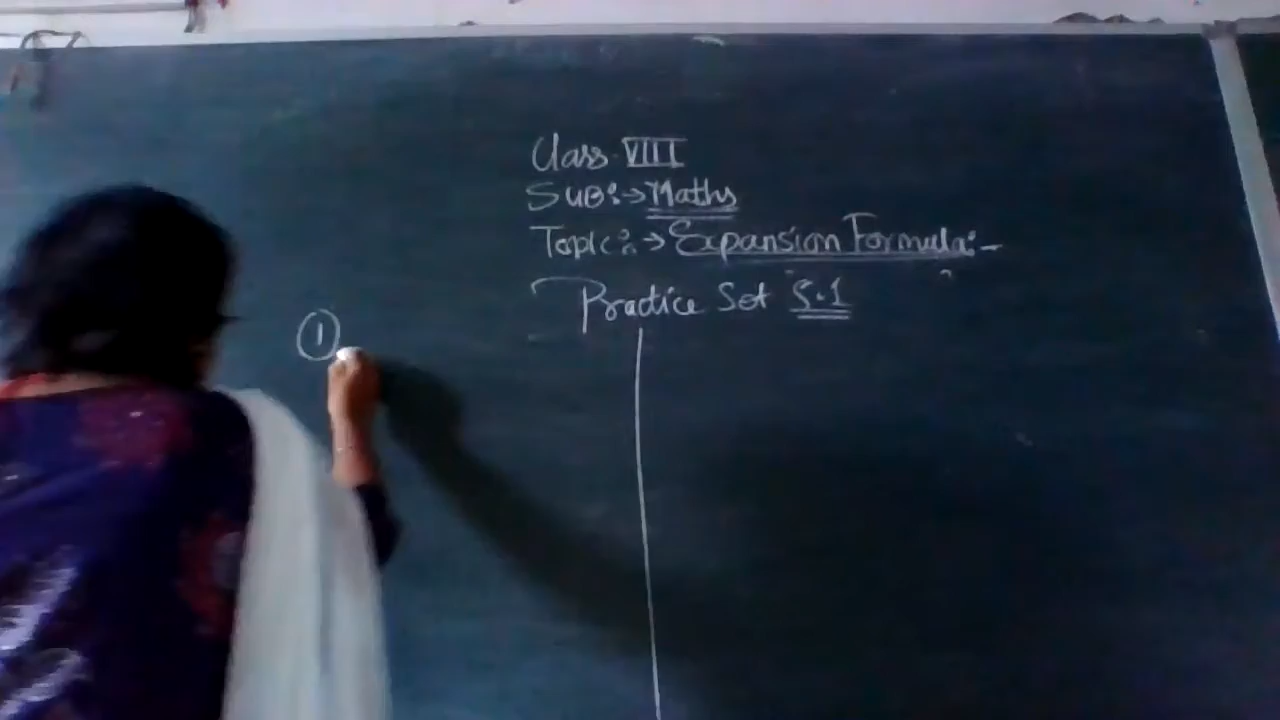 Class VIII
SUB:→Maths
Topic:→Expansion Formula:-
Practice Set 5.1
①